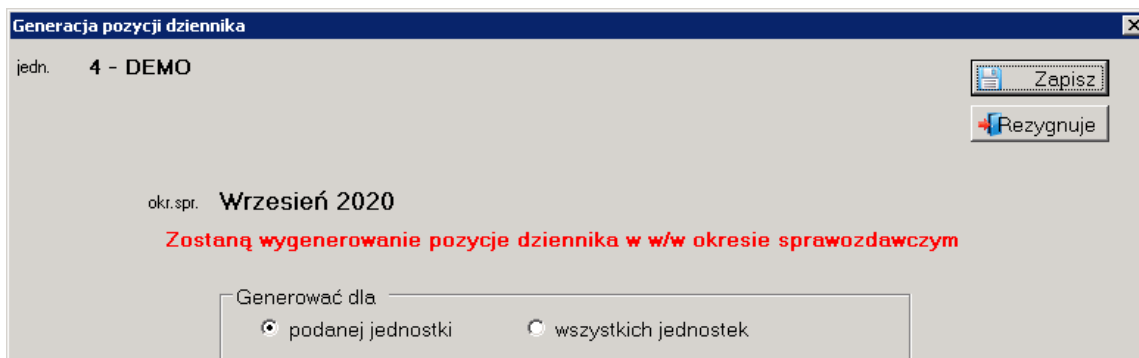 Generacja pozycji dziennika
jedn. 4 - DEMO
Zapisz
Rezygnuje
okr.spr. Wrzesień 2020
Zostaną wygenerowanie pozycje dziennika w w/w okresie sprawozdawczym
Generować dla
podanej jednostki wszystkich jednostek